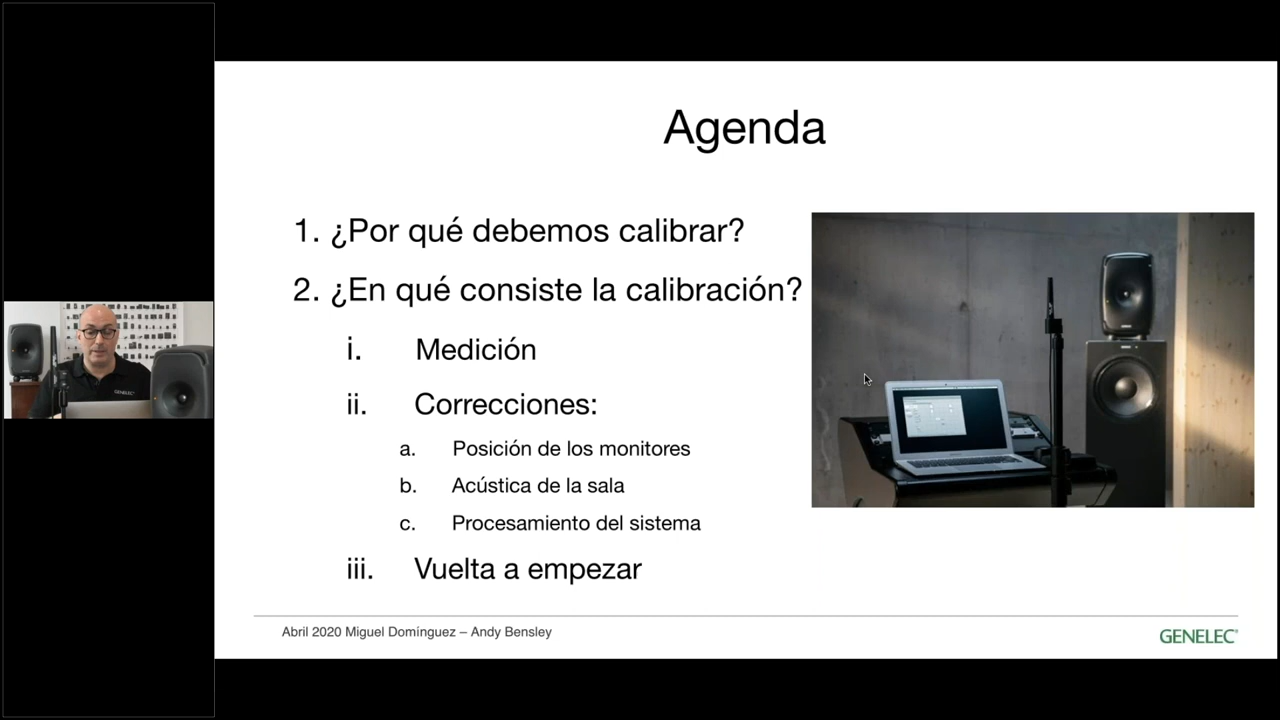 Agenda
1. ¿Por qué debemos calibrar?
2. ¿En qué consiste la calibración?
i. Medición
ii. Correcciones:
a. Posición de los monitores
b. Acústica de la sala
c. Procesamiento del sistema
iii. Vuelta a empezar
Abril 2020 Miguel Domínguez – Andy Bensley
GENELEC®
GENELEC